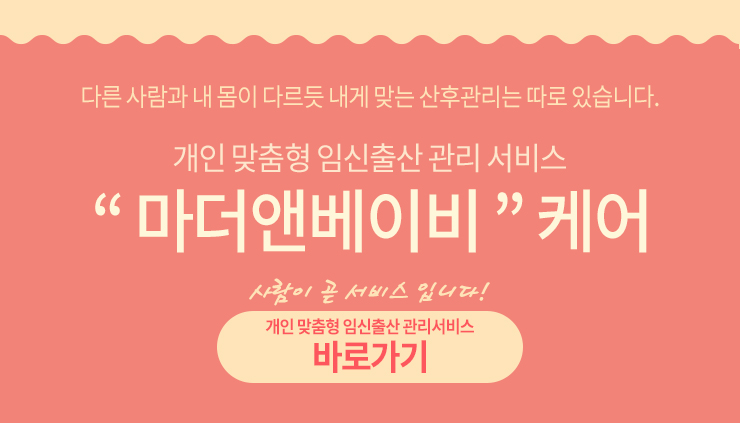 다른 사람과 내 몸이 다르듯 내게 맞는 산후관리는 따로 있습니다.
개인 맞춤형 임신출산 관리 서비스
“ 마더앤베이비 ” 케어
사람이 곧 서비스 입니다!
개인 맞춤형 임신출산 관리서비스
바로가기